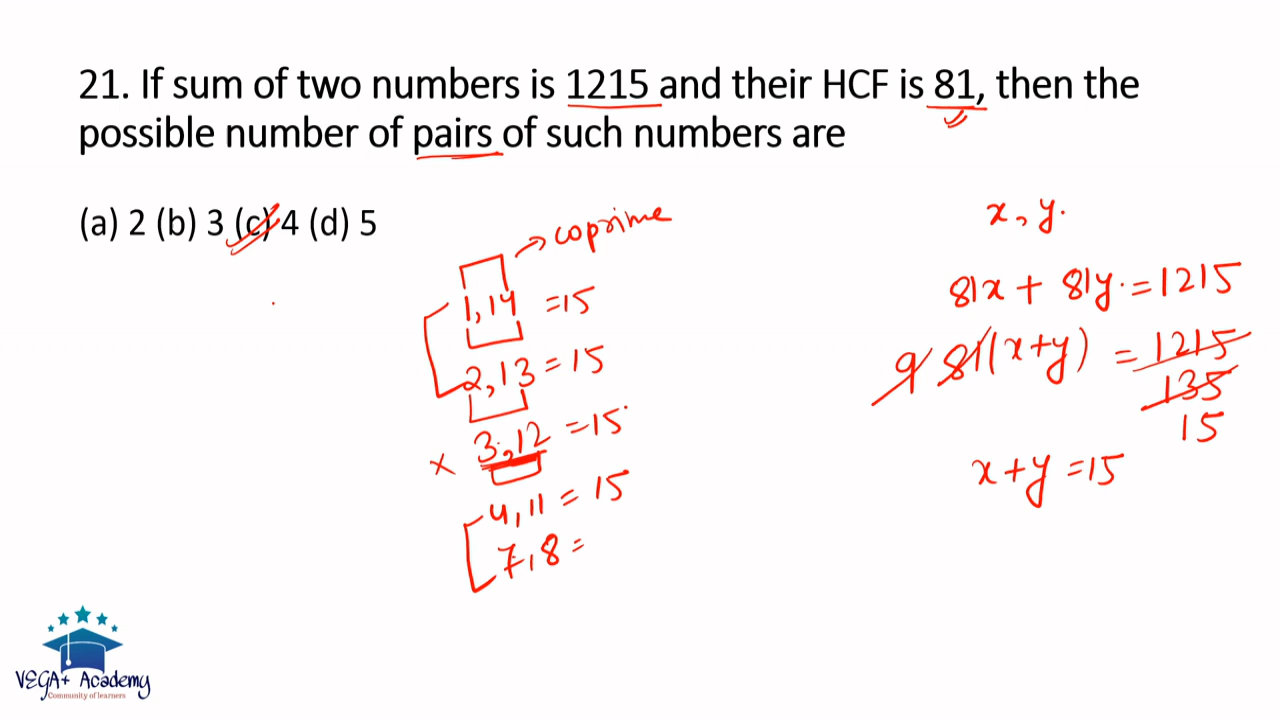 21. If sum of two numbers is 1215 and their HCF is 81, then the
possible number of pairs of such numbers are
(a) 2 (b) 3 (c) 4 (d) 5
→ coprime
1, 14 = 15
2, 13 = 15
× 3, 12 = 15
4, 11 = 15
7, 8 =
x, y.
81x + 81y = 1215
9 81(x+y) = 1215
135
15
x+y = 15
VEGA+ Academy
Community of learners